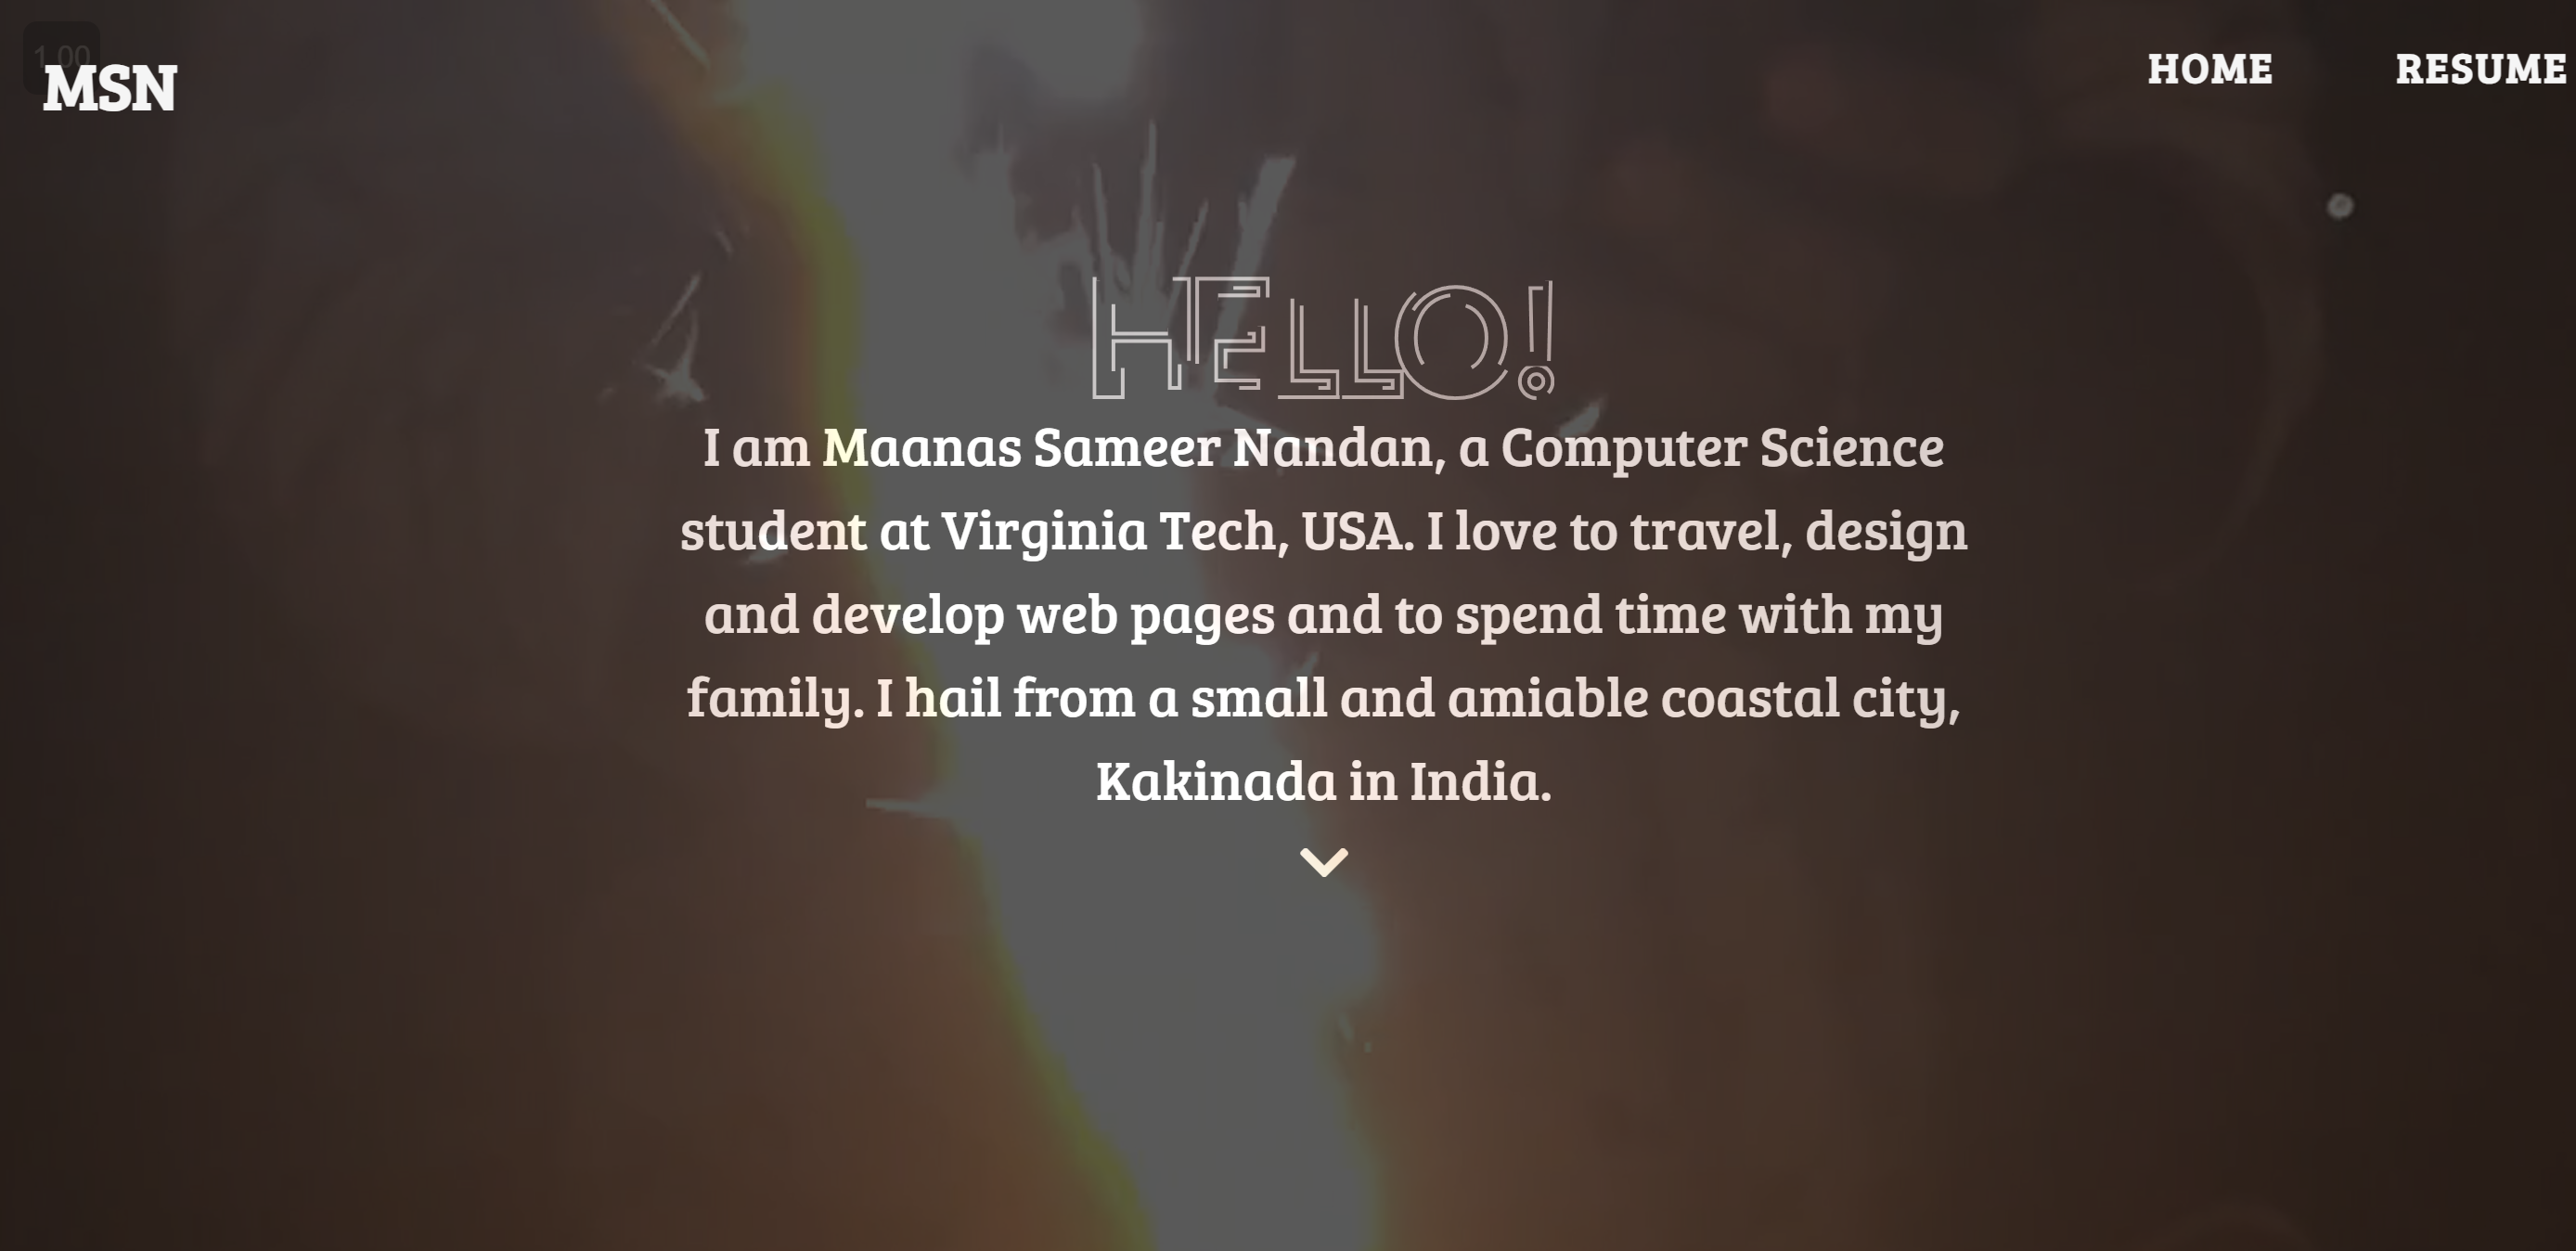 1.00
MSN
HOME RESUME
HELLO!
I am Maanas Sameer Nandan, a Computer Science
student at Virginia Tech, USA. I love to travel, design
and develop web pages and to spend time with my
family. I hail from a small and amiable coastal city,
Kakinada in India.